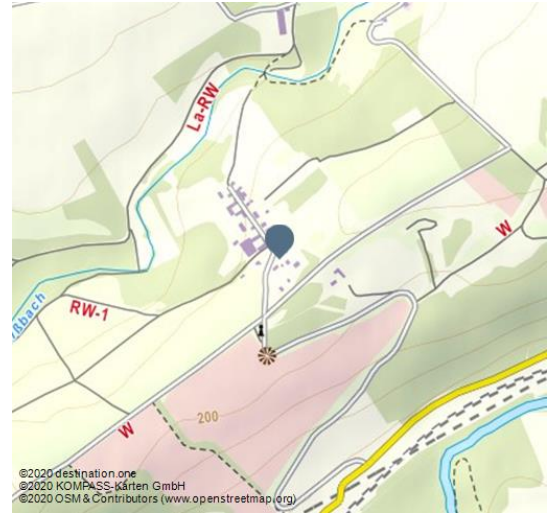 La-RW
W
RW-1
ßbach
200
W
©2020 destination.one
©2020 KOMPASS-Karten GmbH
©2020 OSM & Contributors (www.openstreetmap.org)